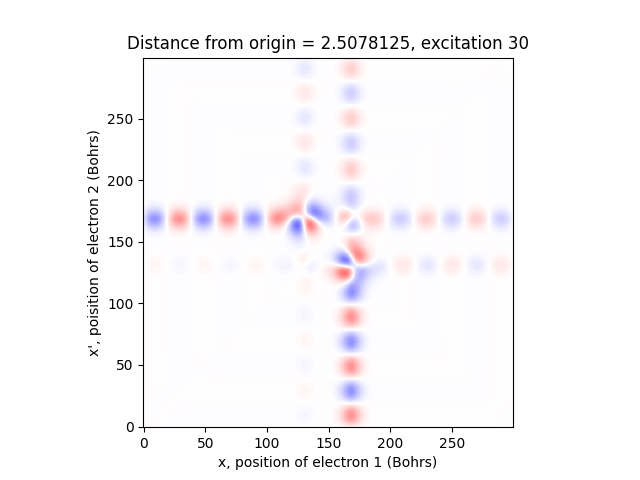 Distance from origin = 2.5078125, excitation 30
x', poisition of electron 2 (Bohrs)
250
200
150
100
50
0
0 50 100 150 200 250
x, position of electron 1 (Bohrs)